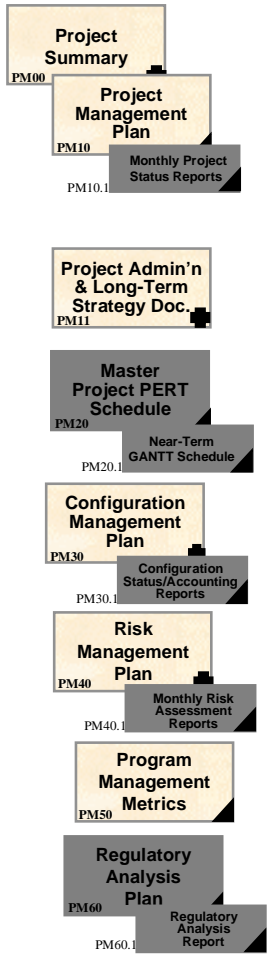 Project
Summary
PM00
Project
Management
Plan
PM10
Monthly Project
Status Reports
PM10.1
Project Admin'n
& Long-Term
Strategy Doc.
PM11
Master
Project PERT
Schedule
PM20
Near-Term
GANTT Schedule
PM20.1
Configuration
Management
Plan
PM30
Configuration
Status/Accounting
Reports
PM30.1
Risk
Management
Plan
PM40
Monthly Risk
Assessment
Reports
PM40.1
Program
Management
Metrics
PM50
Regulatory
Analysis
Plan
PM60
Regulatory
Analysis
Report
PM60.1